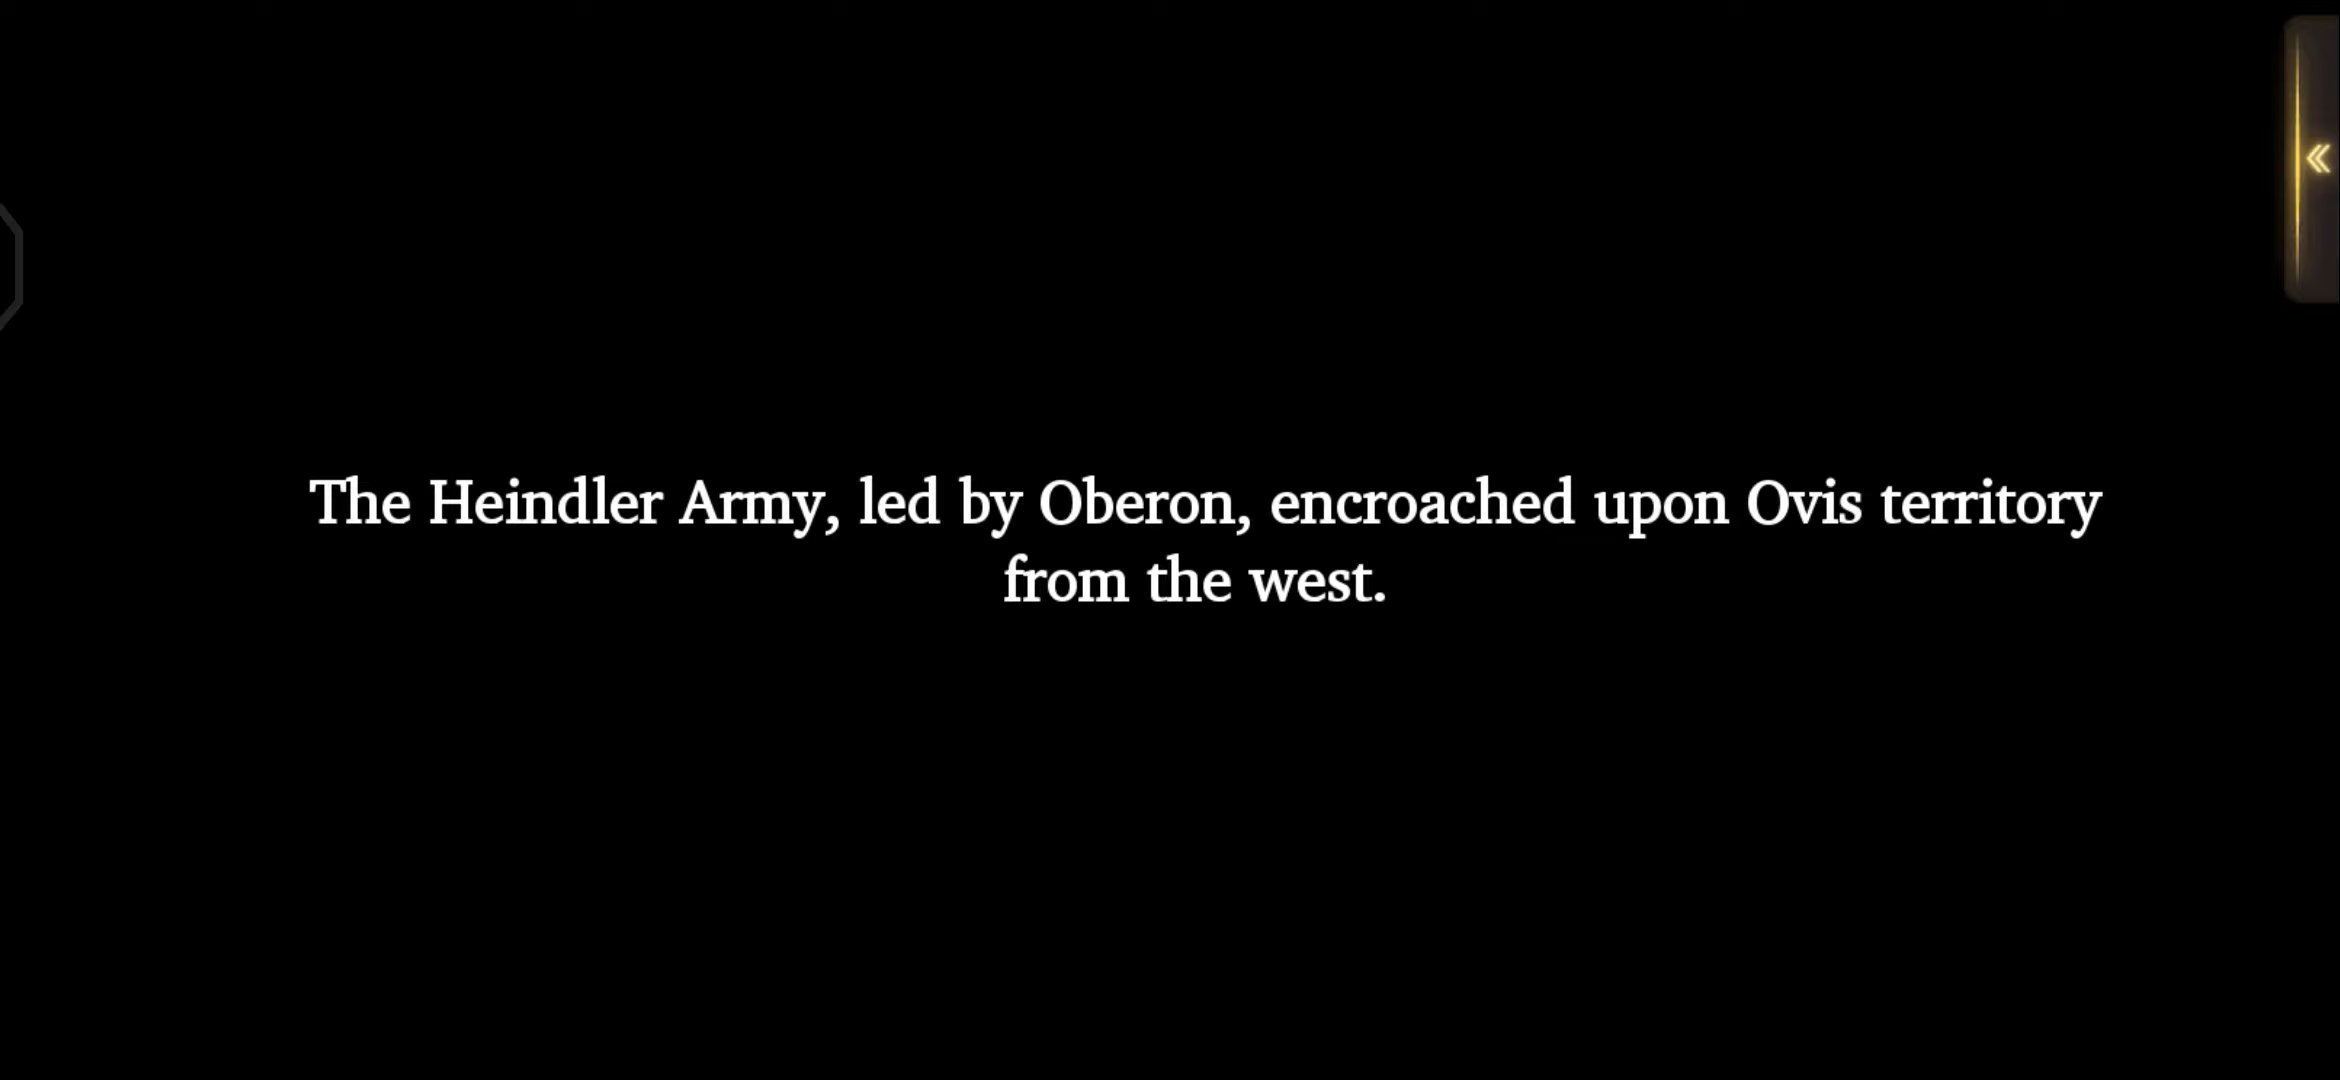 The Heindler Army, led by Oberon, encroached upon Ovis territory
from the west.